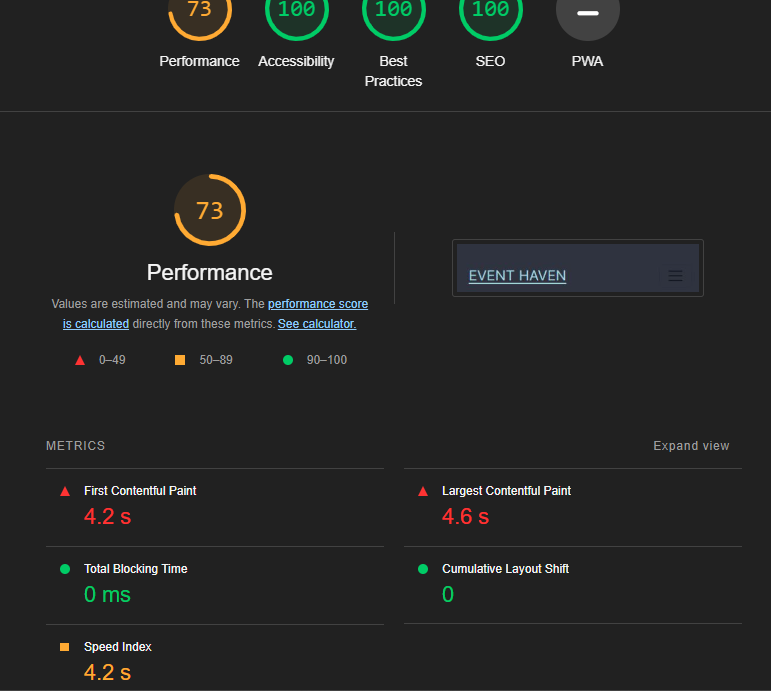 73
100
100
100
Performance
Accessibility
Best
Practices
SEO
PWA
73
Performance
Values are estimated and may vary. The performance score
is calculated directly from these metrics. See calculator.
0–49
50–89
90–100
EVENT HAVEN
METRICS
Expand view
First Contentful Paint
4.2 s
Largest Contentful Paint
4.6 s
Total Blocking Time
0 ms
Cumulative Layout Shift
0
Speed Index
4.2 s